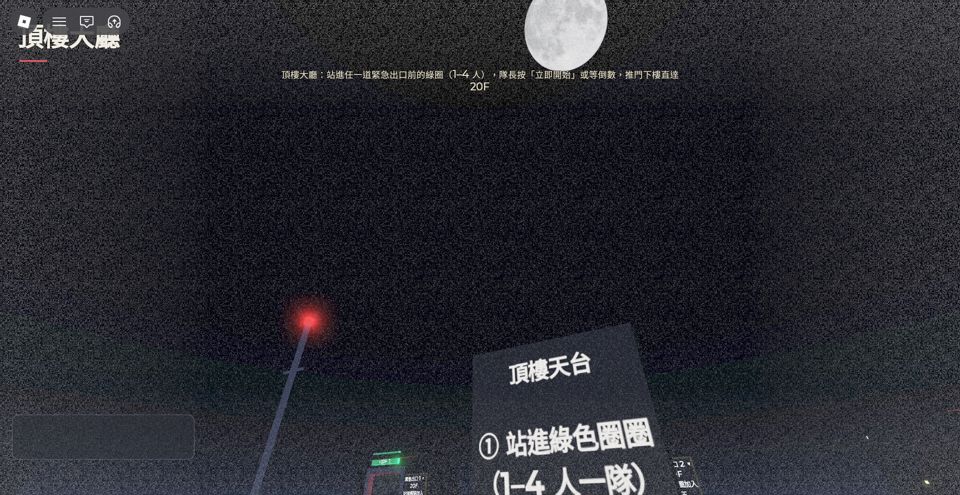 頂樓大廳
頂樓大廳：站進任一道緊急出口前的綠圈（1–4 人），隊長按「立即開始」或等倒數，推門下樓直達
20F
頂樓天台
① 站進綠色圈圈
（1–4 人一隊）
20F